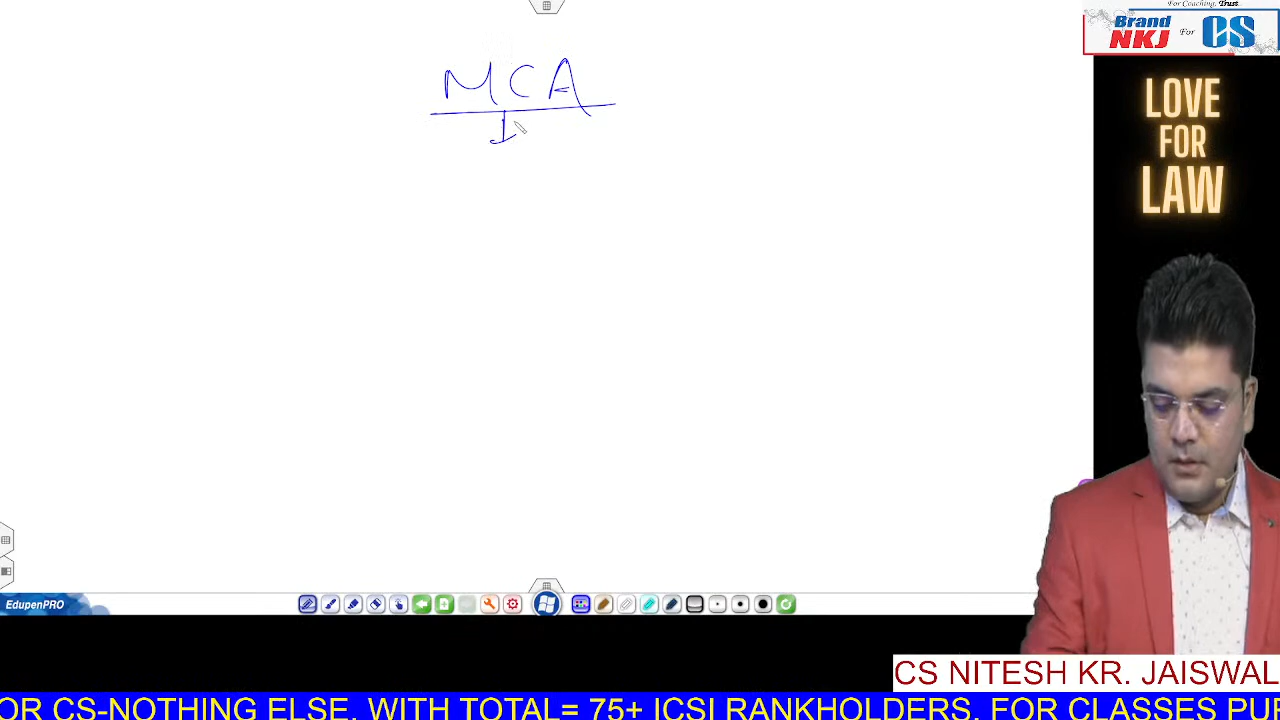 For Coaching, Trust
Brand
NKJ
For
CS
MCA
LOVE
FOR
LAW
EdupenPRO
CS NITESH KR. JAISWAL
OR CS-NOTHING ELSE. WITH TOTAL= 75+ ICSI RANKHOLDERS. FOR CLASSES PU